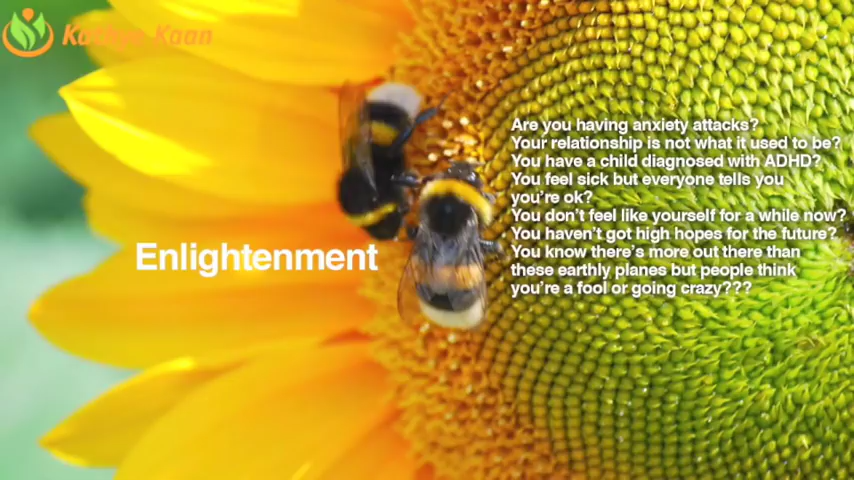 Kathye Kaan
Enlightenment
Are you having anxiety attacks?
Your relationship is not what it used to be?
You have a child diagnosed with ADHD?
You feel sick but everyone tells you
you're ok?
You don't feel like yourself for a while now?
You haven't got high hopes for the future?
You know there's more out there than
these earthly planes but people think
you're a fool or going crazy???